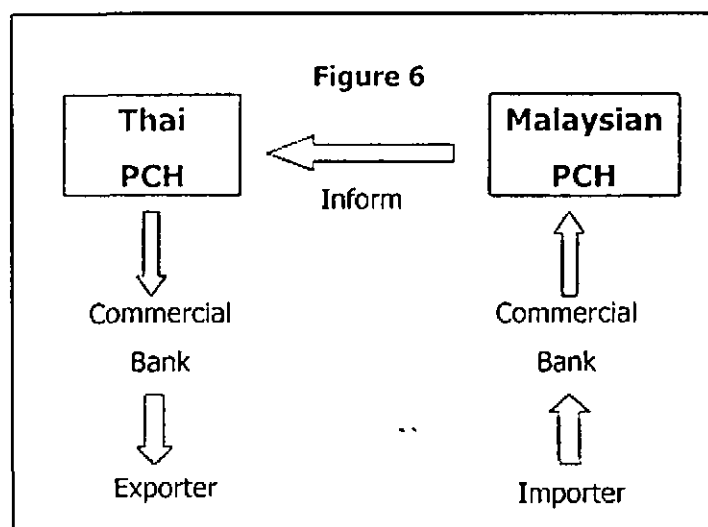 Figure 6
Thai
PCH
Malaysian
PCH
Inform
Commercial
Bank
Commercial
Bank
Exporter
Importer